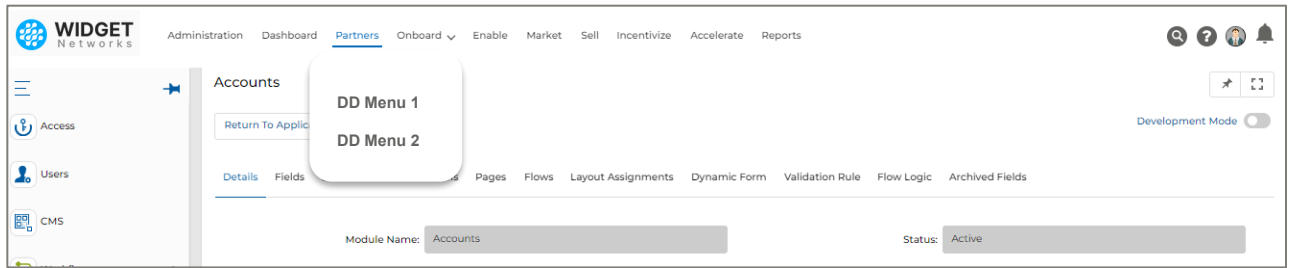 WIDGET
Networks
Administration Dashboard Partners Onboard Enable Market Sell Incentivize Accelerate Reports
Accounts
DD Menu 1
Access
Return To Applic
Development Mode
DD Menu 2
Users
Details Fields Pages Flows Layout Assignments Dynamic Form Validation Rule Flow Logic Archived Fields
CMS
Module Name: Accounts Status: Active